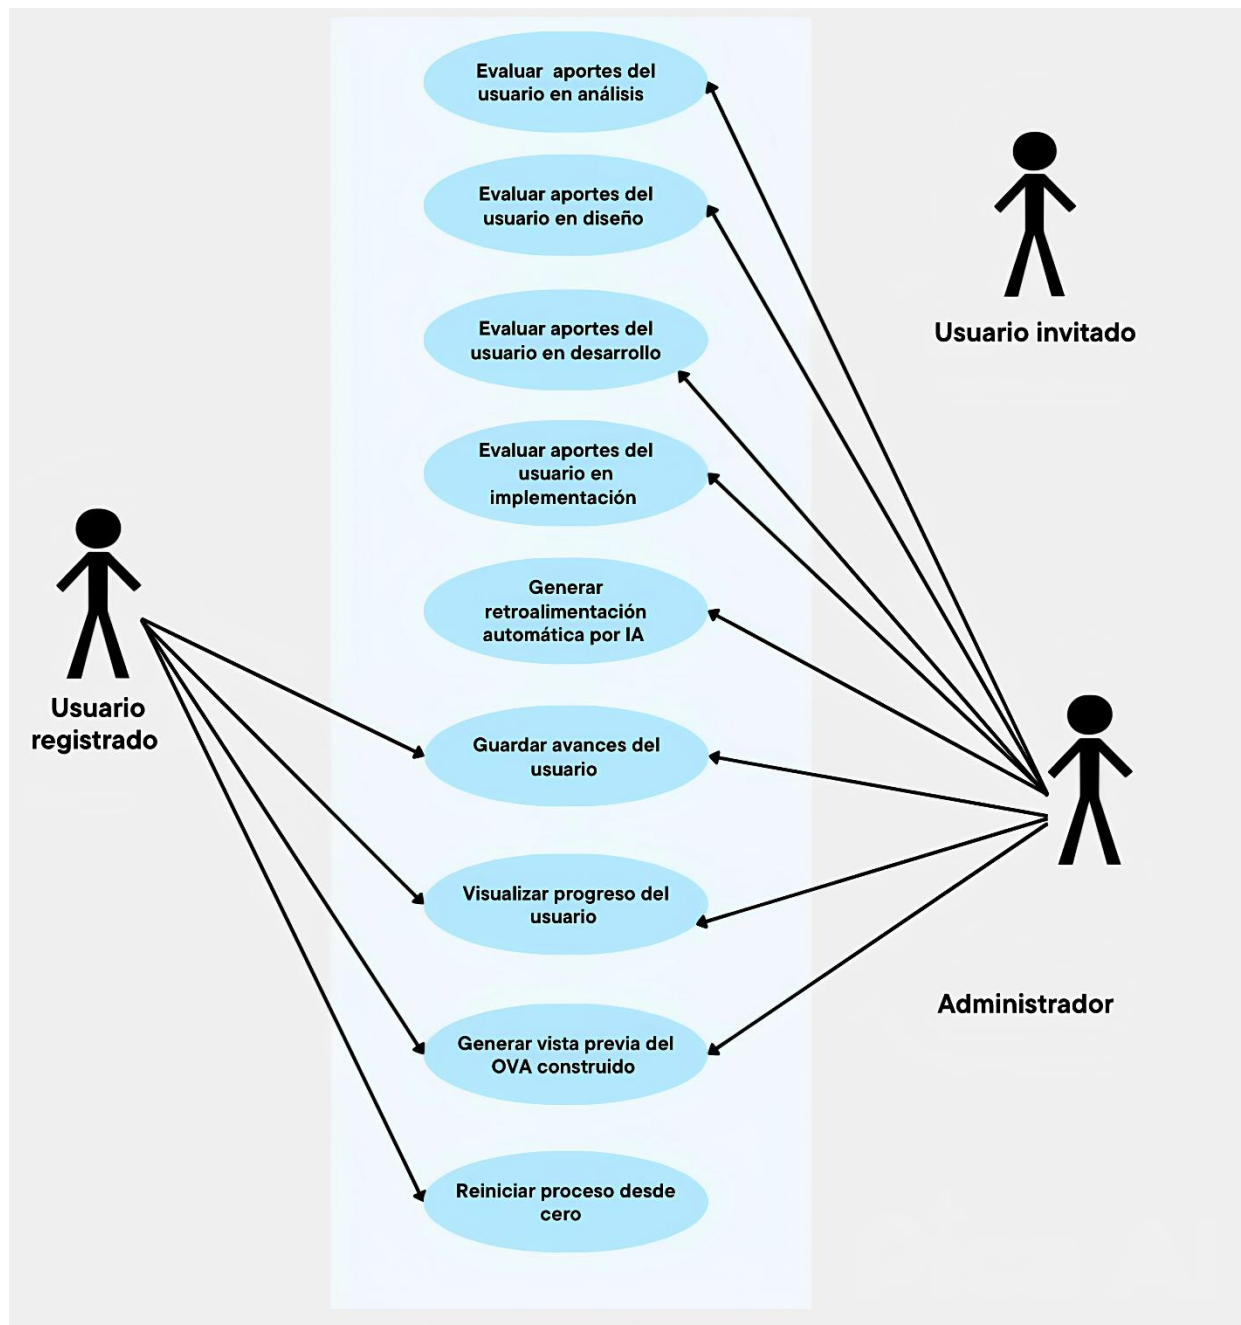 Evaluar aportes del
usuario en análisis
Evaluar aportes del
usuario en diseño
Usuario invitado
Evaluar aportes del
usuario en desarrollo
Evaluar aportes del
usuario en
implementación
Generar
retroalimentación
automática por IA
Usuario
registrado
Guardar avances del
usuario
Visualizar progreso del
usuario
Administrador
Generar vista previa del
OVA construido
Reiniciar proceso desde
cero